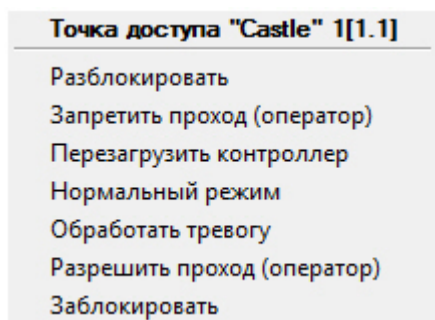 Точка доступа "Castle" 1[1.1]
Разблокировать
Запретить проход (оператор)
Перезагрузить контроллер
Нормальный режим
Обработать тревогу
Разрешить проход (оператор)
Заблокировать